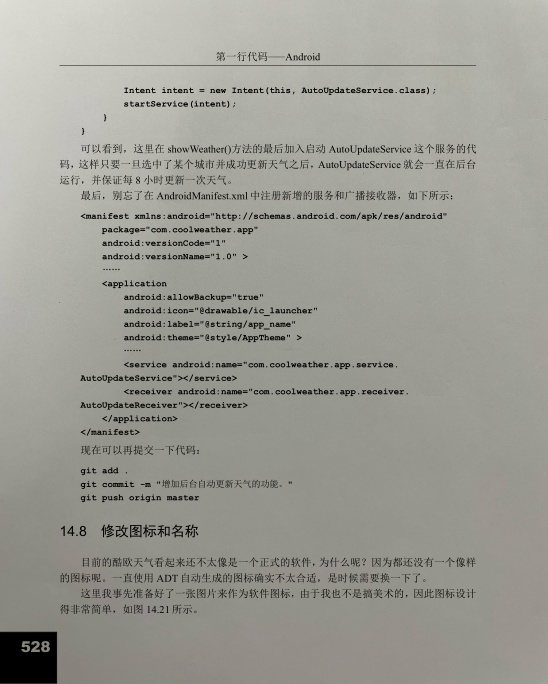 第一行代码——Android
Intent intent = new Intent(this, AutoUpdateService.class);
startService(intent);
}
}
可以看到，这里在 showWeather()方法的最后加入启动 AutoUpdateService 这个服务的代
码，这样只要一旦选中了某个城市并成功更新天气之后，AutoUpdateService 就会一直在后台
运行，并保证每 8 小时更新一次天气。
最后，别忘了在 AndroidManifest.xml 中注册新增的服务和广播接收器，如下所示：
<manifest xmlns:android="http://schemas.android.com/apk/res/android"
package="com.coolweather.app"
android:versionCode="1"
android:versionName="1.0" >
……
<application
android:allowBackup="true"
android:icon="@drawable/ic_launcher"
android:label="@string/app_name"
android:theme="@style/AppTheme" >
……
<service android:name="com.coolweather.app.service.
AutoUpdateService"></service>
<receiver android:name="com.coolweather.app.receiver.
AutoUpdateReceiver"></receiver>
</application>
</manifest>
现在可以再提交一下代码：
git add .
git commit -m "增加后台自动更新天气的功能。"
git push origin master
14.8 修改图标和名称
目前的酷欧天气看起来还不太像是一个正式的软件，为什么呢？因为都还没有一个像样
的图标呢。一直使用 ADT 自动生成的图标确实不太合适，是时候需要换一下了。
这里我事先准备好了一张图片来作为软件图标，由于我也不是搞美术的，因此图标设计
得非常简单，如图 14.21 所示。
528